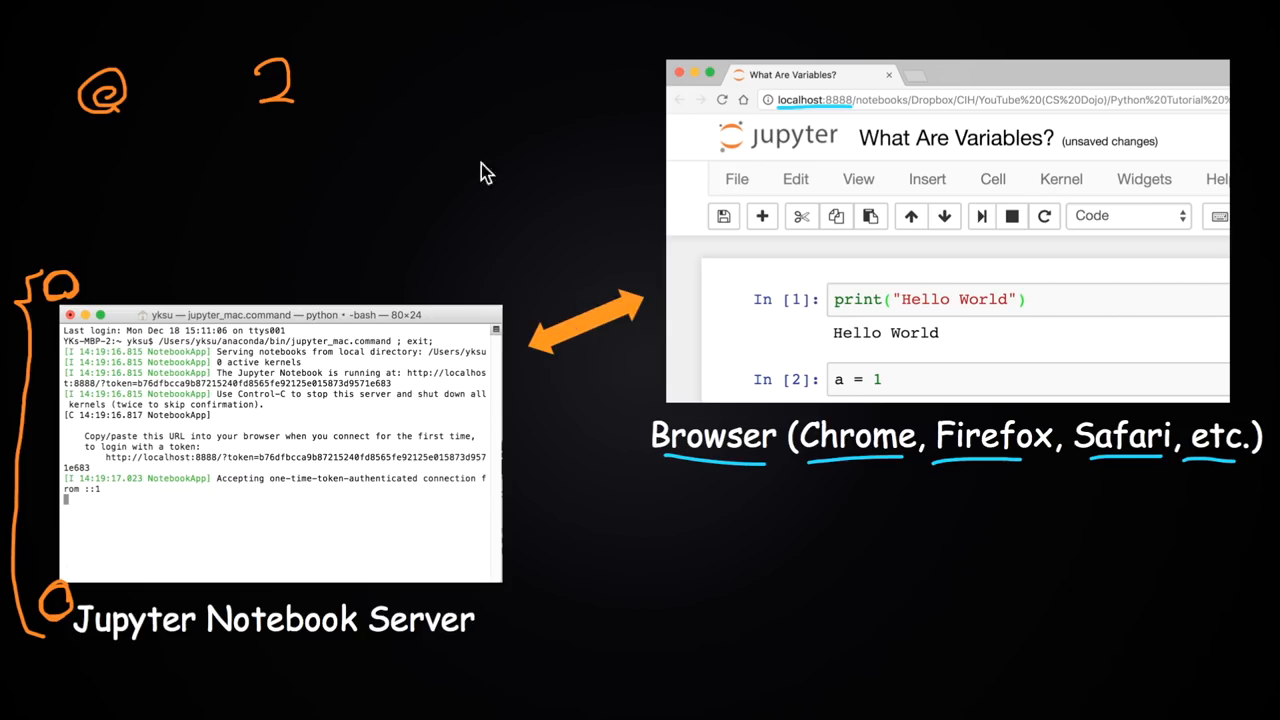 @ 2
What Are Variables?
localhost:8888/notebooks/Dropbox/CIH/YouTube%20(CS%20Dojo)/Python%20Tutorial%20%
jupyter What Are Variables? (unsaved changes)
File Edit View Insert Cell Kernel Widgets Hel
Code
In [1]: print("Hello World")
Hello World
In [2]: a = 1
Browser (Chrome, Firefox, Safari, etc.)
yksu — jupyter_mac.command — python • -bash — 80×24
Last login: Mon Dec 18 15:11:06 on ttys001
YKs-MBP-2:~ yksu$ /Users/yksu/anaconda/bin/jupyter_mac.command ; exit;
[I 14:19:16.815 NotebookApp] Serving notebooks from local directory: /Users/yksu
[I 14:19:16.815 NotebookApp] 0 active kernels
[I 14:19:16.815 NotebookApp] The Jupyter Notebook is running at: http://localhos
t:8888/?token=b76dfbcca9b87215240fd8565fe92125e015873d9571e683
[I 14:19:16.815 NotebookApp] Use Control-C to stop this server and shut down all
kernels (twice to skip confirmation).
[C 14:19:16.817 NotebookApp]
Copy/paste this URL into your browser when you connect for the first time,
to login with a token:
http://localhost:8888/?token=b76dfbcca9b87215240fd8565fe92125e015873d957
1e683
[I 14:19:17.023 NotebookApp] Accepting one-time-token-authenticated connection f
rom ::1
Jupyter Notebook Server